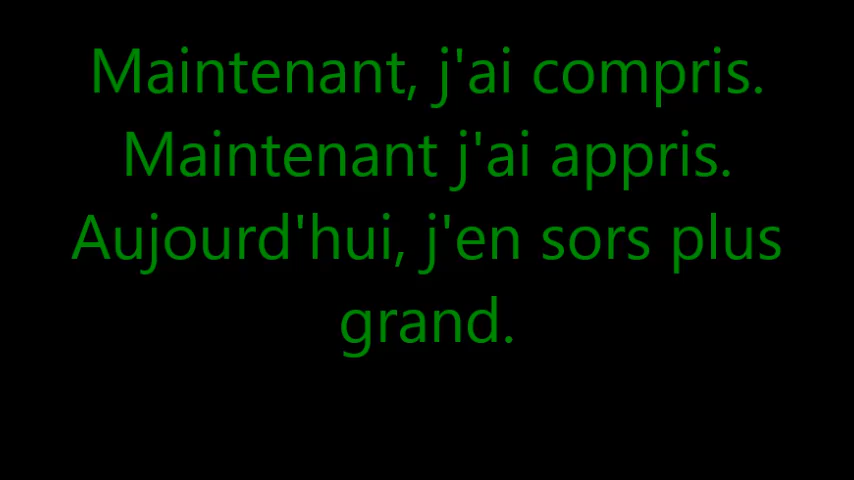 Maintenant, j'ai compris.
Maintenant j'ai appris.
Aujourd'hui, j'en sors plus
grand.